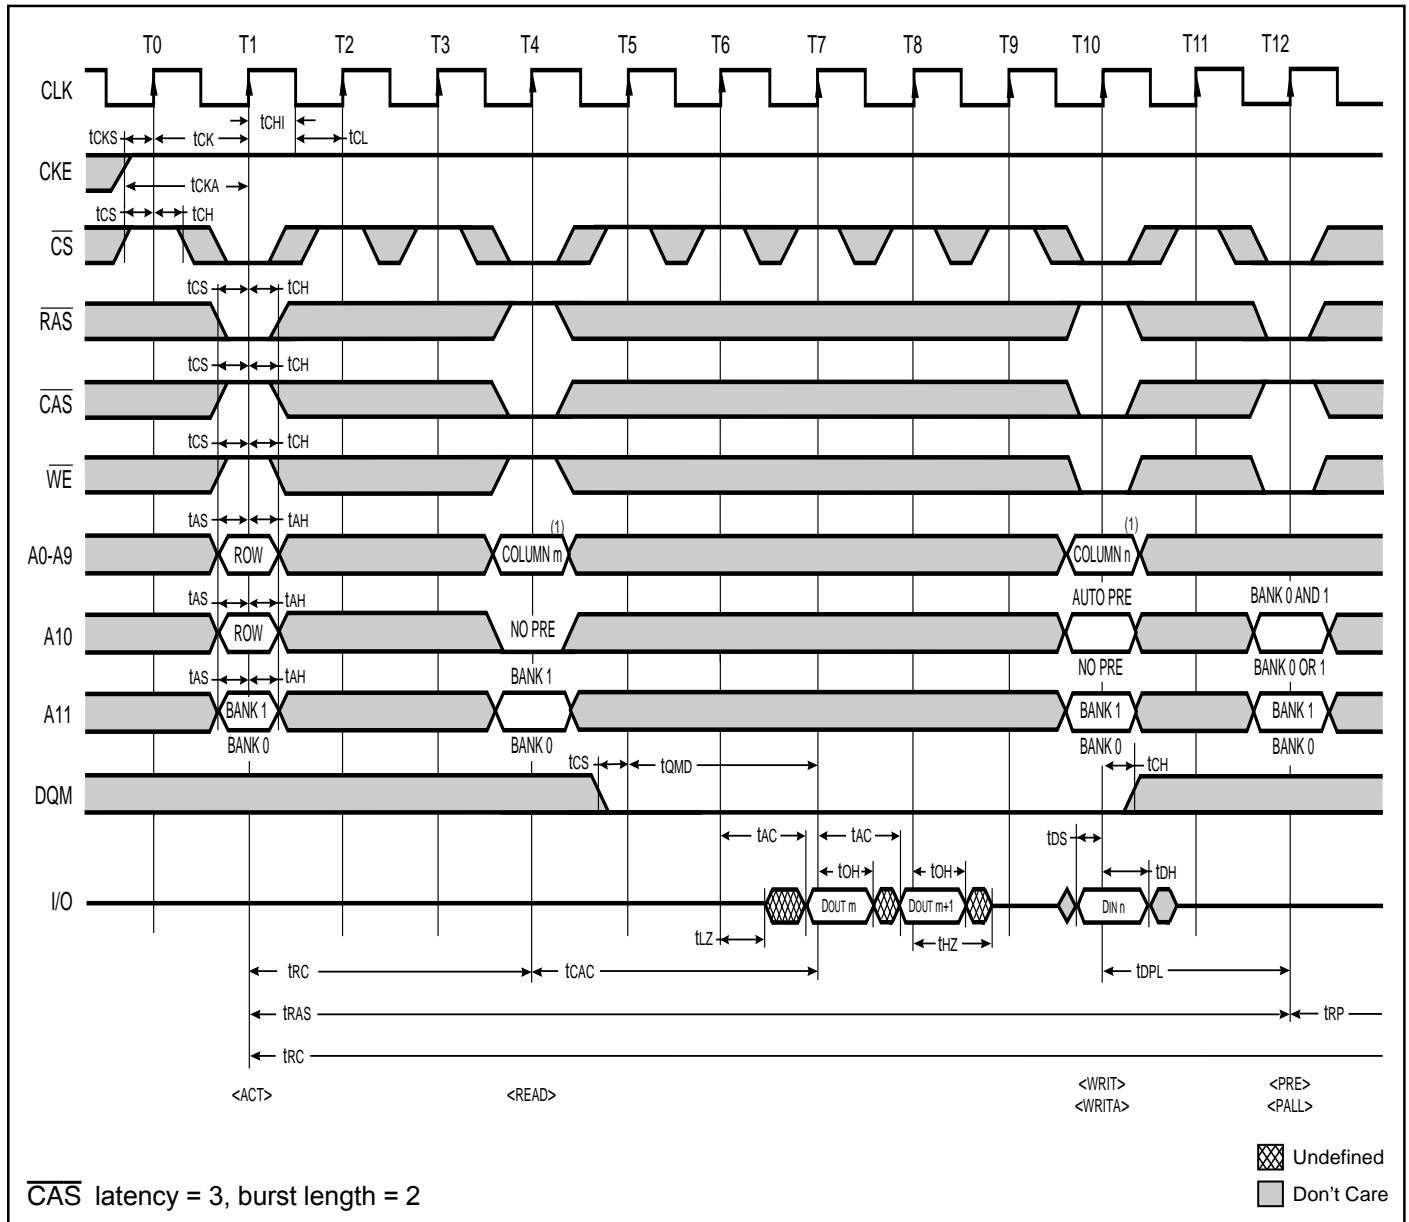 T0 T1 T2 T3 T4 T5 T6 T7 T8 T9 T10 T11 T12
CLK
tCHI
tCKS tCK tCL
CKE
tCKA
tCS tCH
CS
tCS tCH
RAS
tCS tCH
CAS
tCS tCH
WE
tAS tAH (1) (1)
A0-A9 ROW COLUMN m COLUMN n
tAS tAH AUTO PRE BANK 0 AND 1
A10 ROW NO PRE
tAS tAH BANK 1 NO PRE BANK 0 OR 1
A11 BANK 1 BANK 1 BANK 1
BANK 0 BANK 0 BANK 0 BANK 0
tCS tQMD tCH
DQM
tAC tAC tDS
tOH tOH tDH
I/O DOUT m DOUT m+1 DIN n
tLZ tHZ
tRC tCAC tDPL
tRAS tRP
tRC
<ACT> <READ> <WRIT> <PRE>
<WRITA> <PALL>
Undefined
CAS latency = 3, burst length = 2 Don't Care